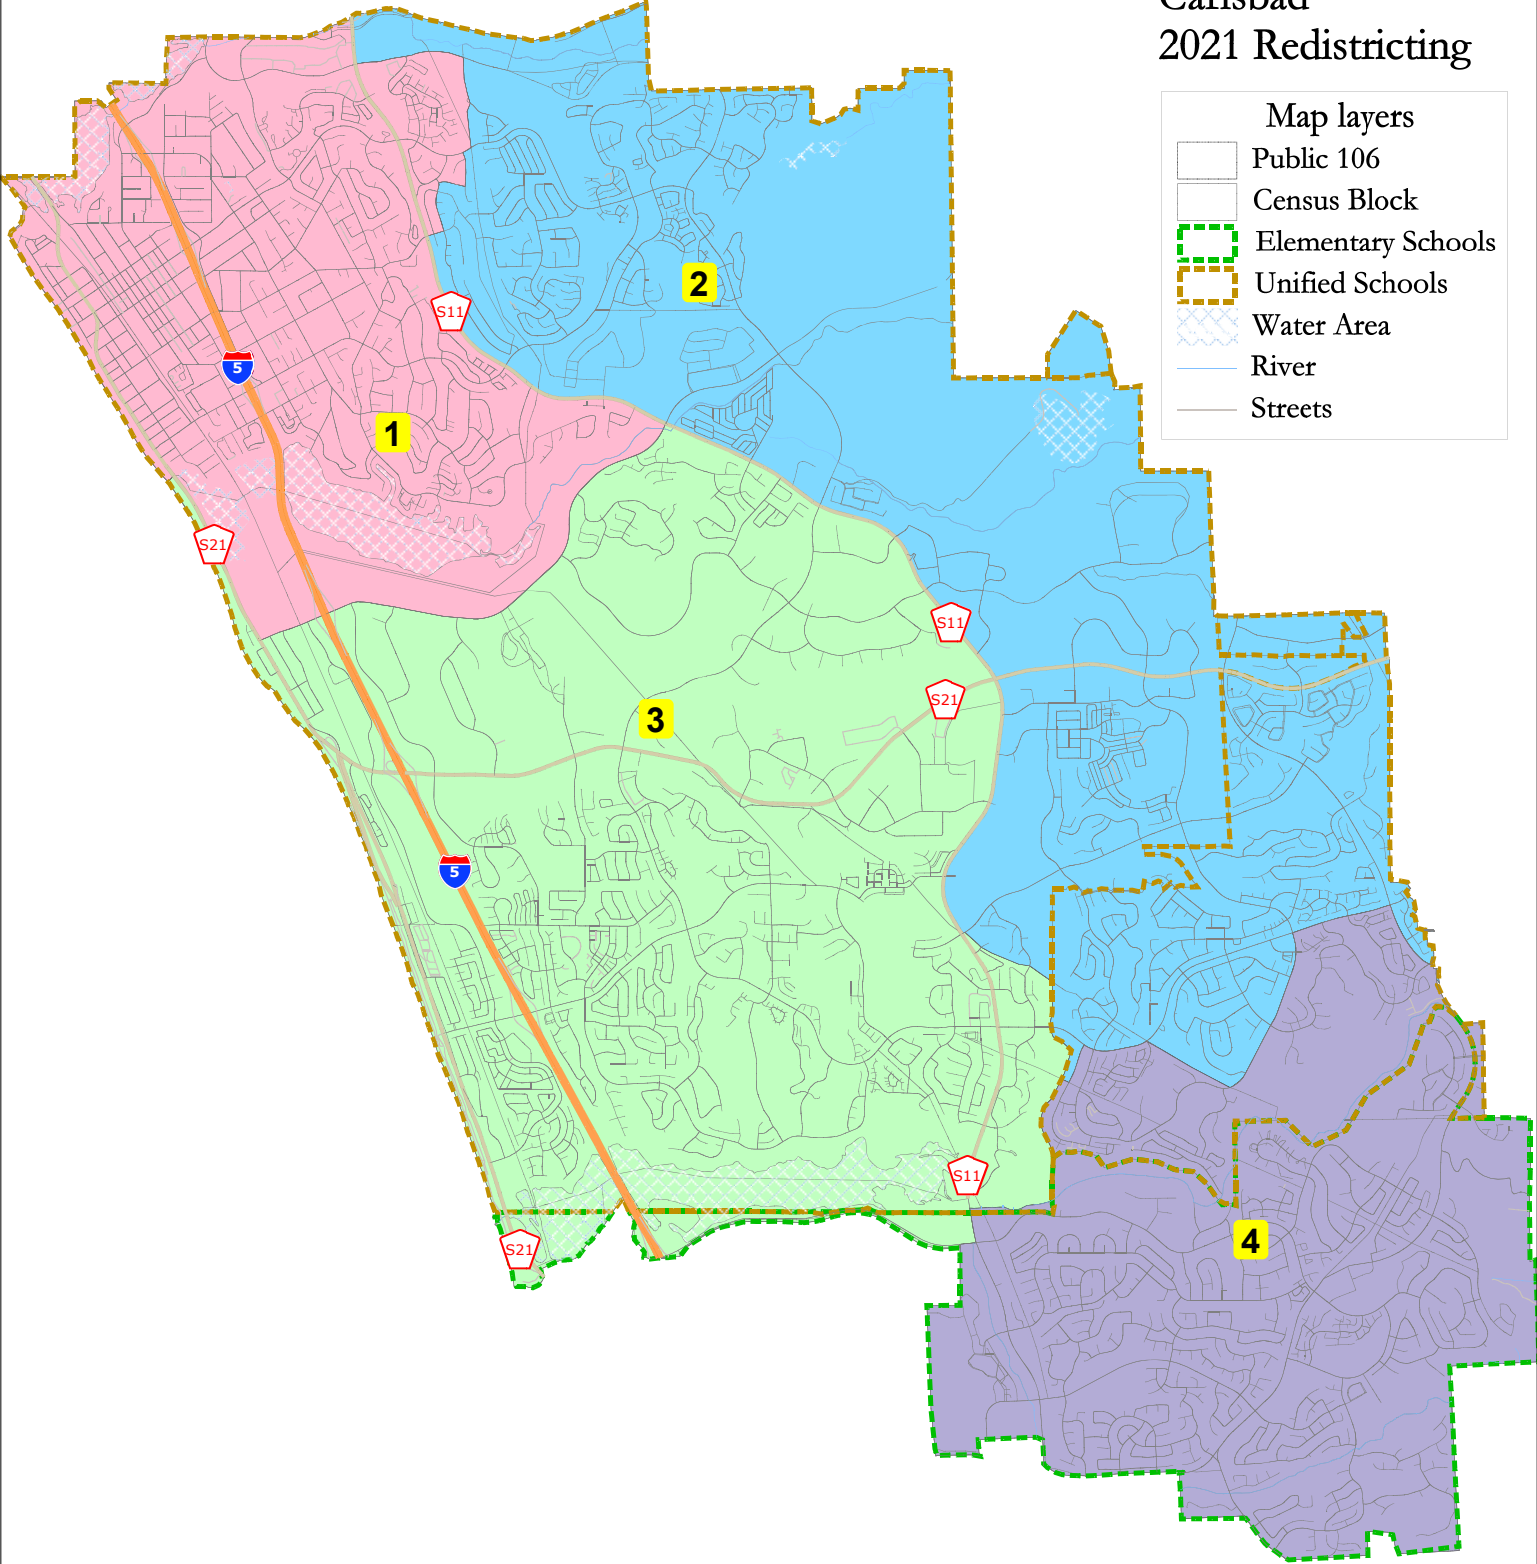 Carlsbad
2021 Redistricting
Map layers
Public 106
Census Block
Elementary Schools
Unified Schools
Water Area
River
Streets
2
S11
5
1
S21
S11
S21
3
5
S11
4
S21